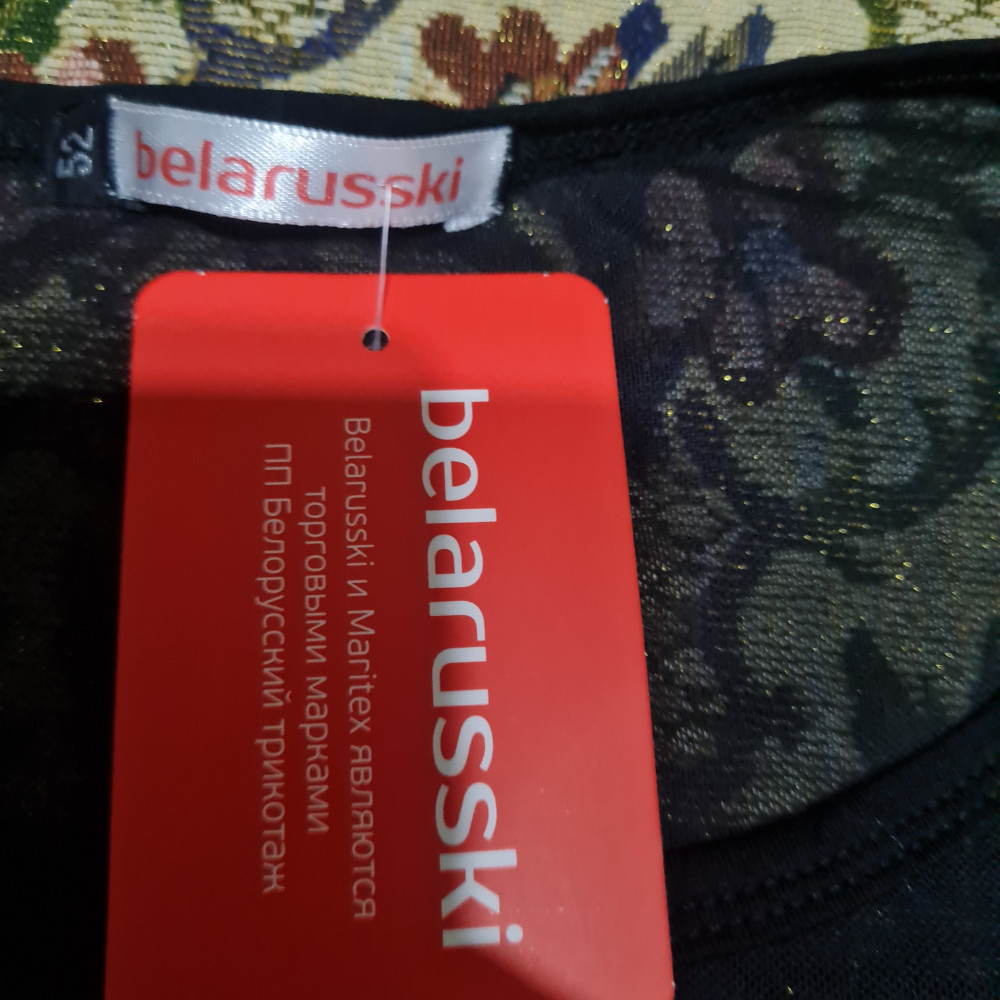 52
belarusski
belarusski
Belarusski и Maritex являются
торговыми марками
ПП Белорусский трикотаж